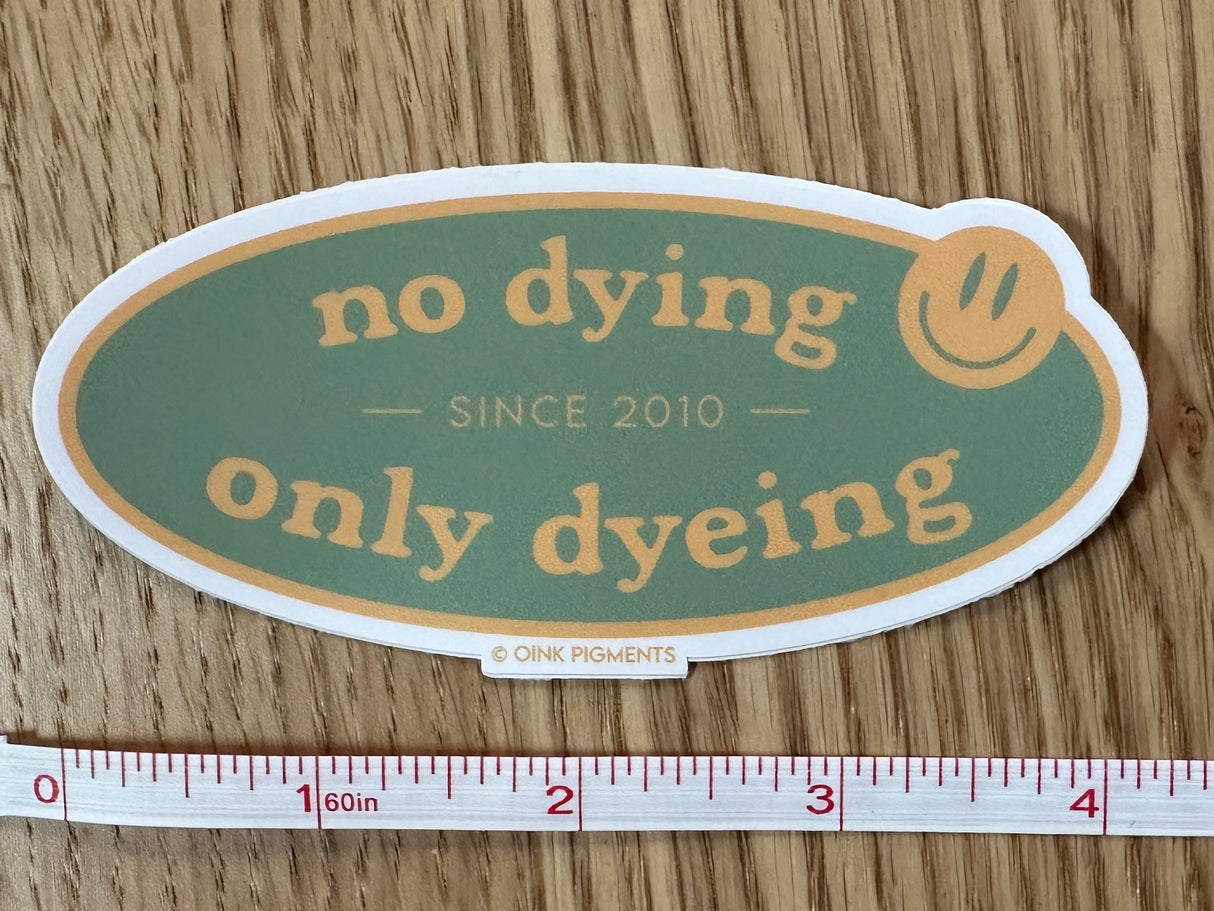 no dying
— SINCE 2010 —
only dyeing
© OINK PIGMENTS
0 1 60in 2 3 4